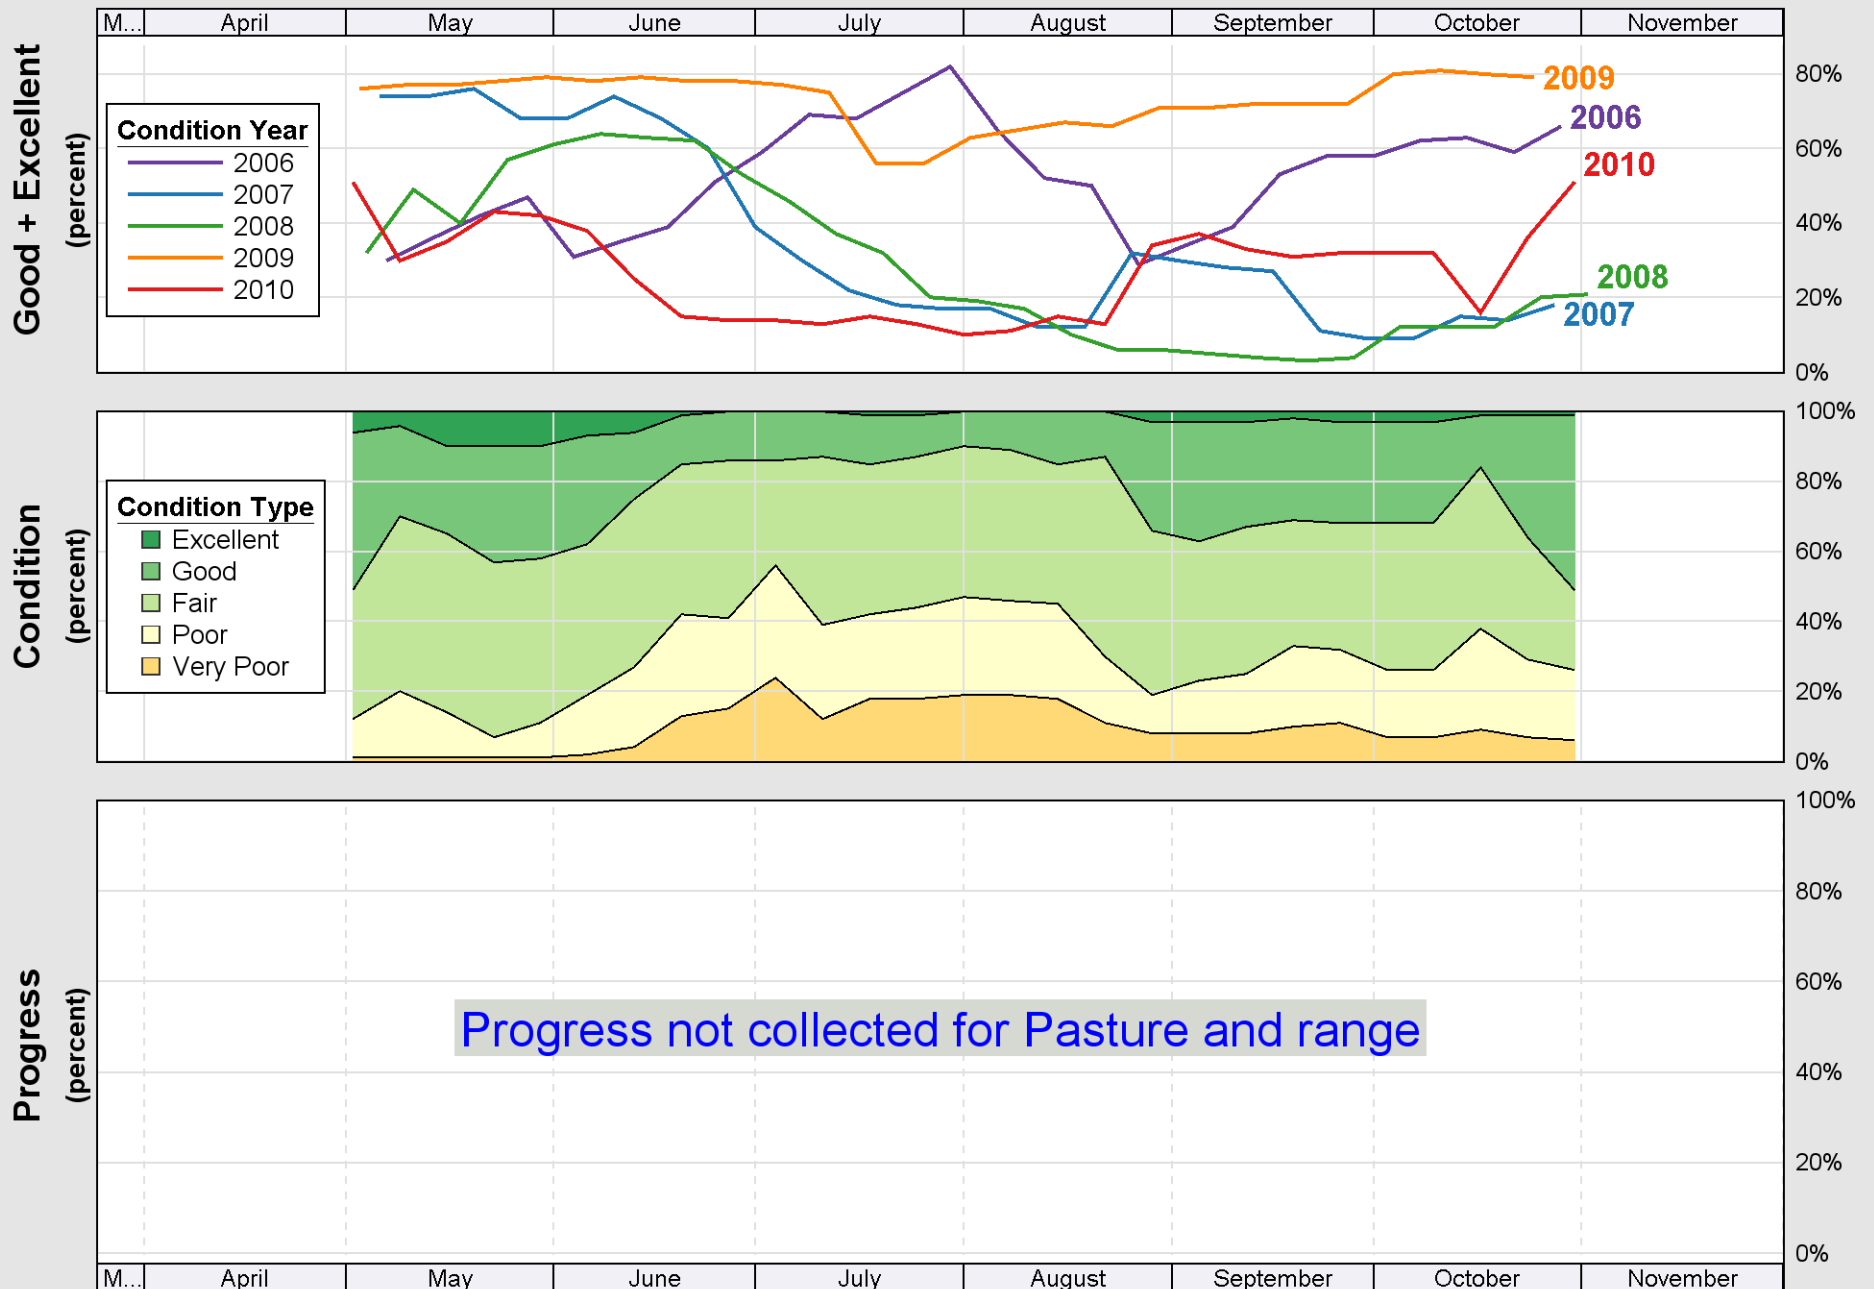 M... April May June July August September October November
Good + Excellent
(percent)
Condition Year
2006
2007
2008
2009
2010
80%
60%
40%
20%
0%
2009
2006
2010
2008
2007
Condition
(percent)
Condition Type
Excellent
Good
Fair
Poor
Very Poor
100%
80%
60%
40%
20%
0%
Progress
(percent)
Progress not collected for Pasture and range
100%
80%
60%
40%
20%
0%
M... April May June July August September October November